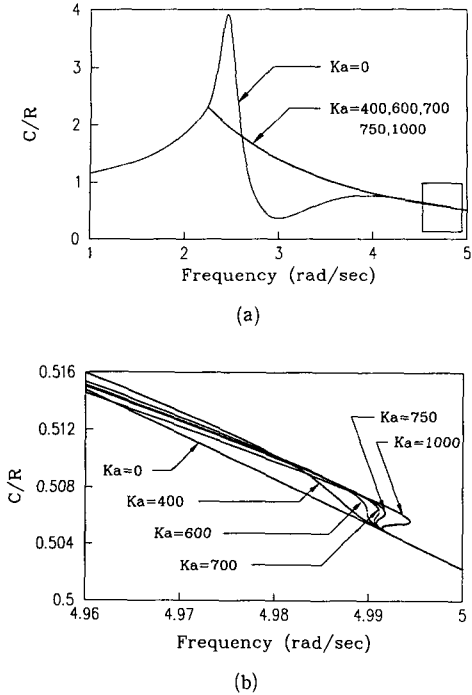 4
3
2
1
0
C/R
Ka=0
Ka=400,600,700
750,1000
1
2
3
4
5
Frequency (rad/sec)
(a)
0.516
0.512
0.508
0.504
0.5
C/R
Ka=750
Ka=1000
Ka=0
Ka=400
Ka=600
Ka=700
4.96
4.97
4.98
4.99
5
Frequency (rad/sec)
(b)